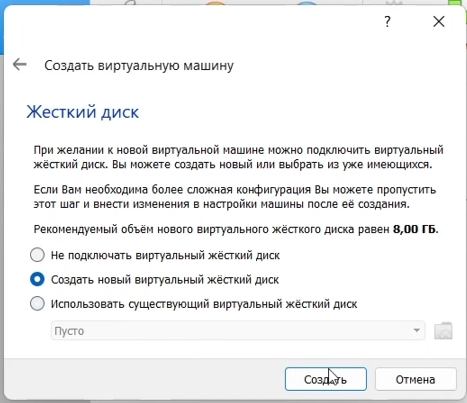 ?
Создать виртуальную машину
Жесткий диск
При желании к новой виртуальной машине можно подключить виртуальный
жёсткий диск. Вы можете создать новый или выбрать из уже имеющихся.
Если Вам необходима более сложная конфигурация Вы можете пропустить
этот шаг и внести изменения в настройки машины после её создания.
Рекомендуемый объём нового виртуального жёсткого диска равен 8,00 ГБ.
Не подключать виртуальный жёсткий диск
Создать новый виртуальный жёсткий диск
Использовать существующий виртуальный жёсткий диск
Пусто
Создать Отмена